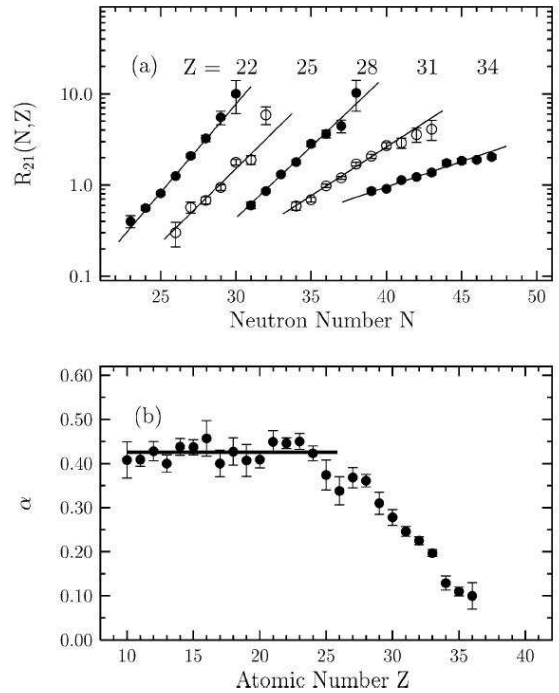 (a) Z = 22 25 28 31 34
R21(N,Z)
10.0
1.0
0.1
25 30 35 40 45 50
Neutron Number N
(b)
α
0.60
0.50
0.40
0.30
0.20
0.10
0.00
10 15 20 25 30 35 40
Atomic Number Z